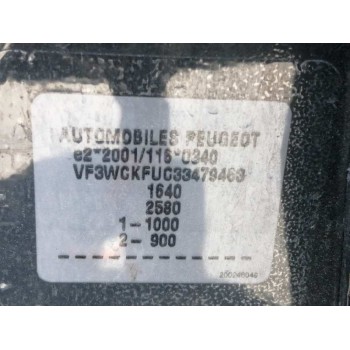 AUTOMOBILES PEUGEOT
e2*2001/116*0340
VF3WCKFUC33479463
1640
2580
1-1000
2-900